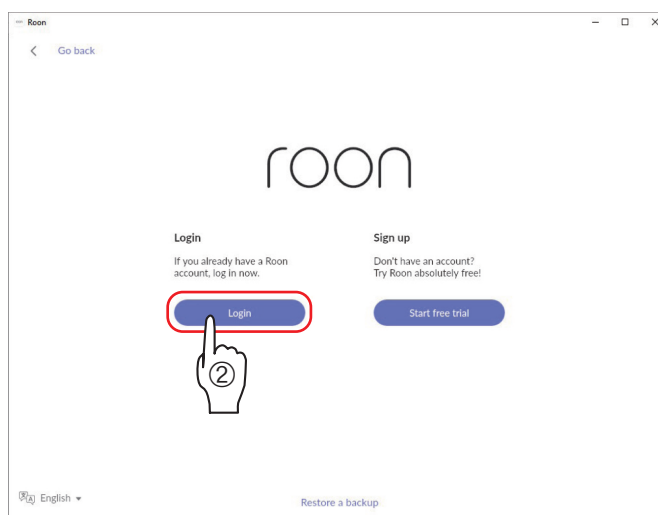 Roon
Go back
roon
Login
If you already have a Roon
account, log in now.
Login
②
Sign up
Don't have an account?
Try Roon absolutely free!
Start free trial
English
Restore a backup